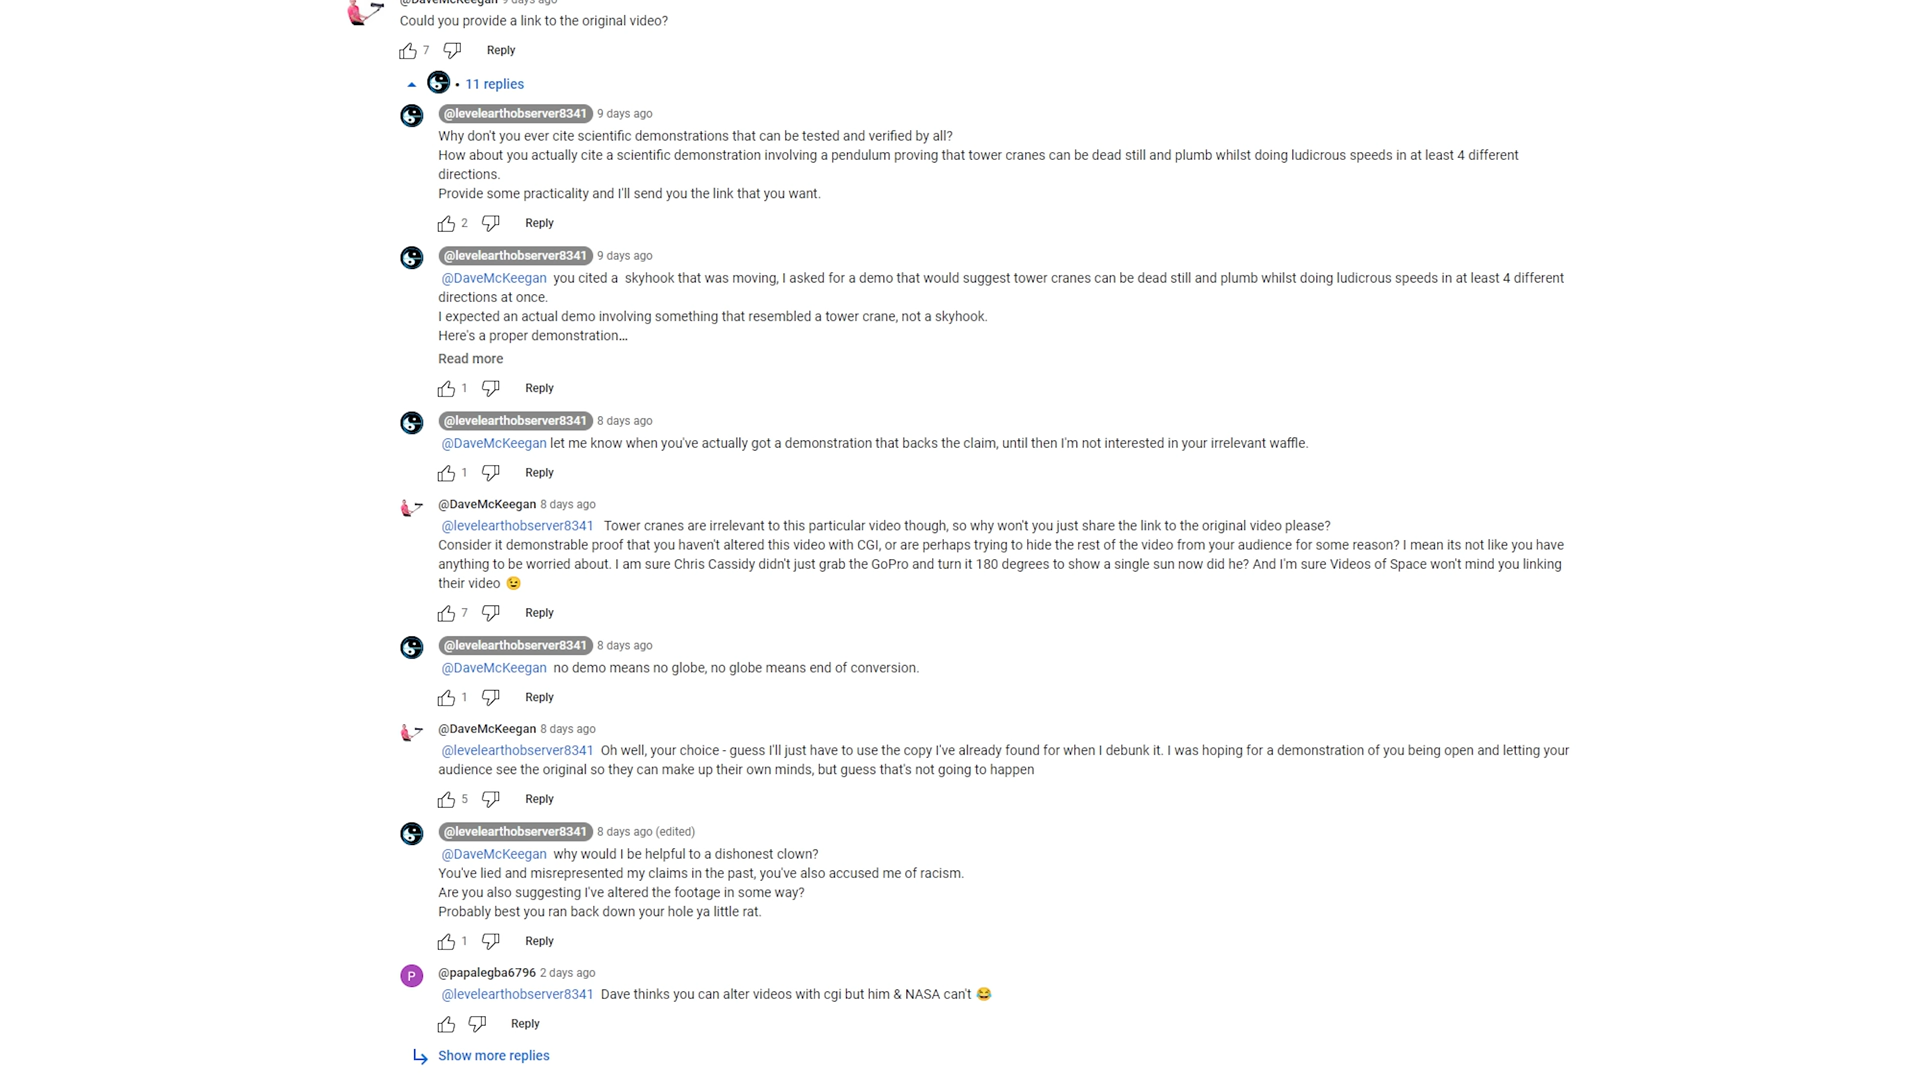 @DaveMcKeegan 9 days ago
Could you provide a link to the original video?
7 Reply
• 11 replies
@levelearthobserver8341 9 days ago
Why don't you ever cite scientific demonstrations that can be tested and verified by all?
How about you actually cite a scientific demonstration involving a pendulum proving that tower cranes can be dead still and plumb whilst doing ludicrous speeds in at least 4 different
directions.
Provide some practicality and I'll send you the link that you want.
2 Reply
@levelearthobserver8341 9 days ago
@DaveMcKeegan you cited a skyhook that was moving, I asked for a demo that would suggest tower cranes can be dead still and plumb whilst doing ludicrous speeds in at least 4 different
directions at once.
I expected an actual demo involving something that resembled a tower crane, not a skyhook.
Here's a proper demonstration...
Read more
1 Reply
@levelearthobserver8341 8 days ago
@DaveMcKeegan let me know when you've actually got a demonstration that backs the claim, until then I'm not interested in your irrelevant waffle.
1 Reply
@DaveMcKeegan 8 days ago
@levelearthobserver8341 Tower cranes are irrelevant to this particular video though, so why won't you just share the link to the original video please?
Consider it demonstrable proof that you haven't altered this video with CGI, or are perhaps trying to hide the rest of the video from your audience for some reason? I mean its not like you have
anything to be worried about. I am sure Chris Cassidy didn't just grab the GoPro and turn it 180 degrees to show a single sun now did he? And I'm sure Videos of Space won't mind you linking
their video 😉
7 Reply
@levelearthobserver8341 8 days ago
@DaveMcKeegan no demo means no globe, no globe means end of conversion.
1 Reply
@DaveMcKeegan 8 days ago
@levelearthobserver8341 Oh well, your choice - guess I'll just have to use the copy I've already found for when I debunk it. I was hoping for a demonstration of you being open and letting your
audience see the original so they can make up their own minds, but guess that's not going to happen
5 Reply
@levelearthobserver8341 8 days ago (edited)
@DaveMcKeegan why would I be helpful to a dishonest clown?
You've lied and misrepresented my claims in the past, you've also accused me of racism.
Are you also suggesting I've altered the footage in some way?
Probably best you ran back down your hole ya little rat.
1 Reply
P
@papalegba6796 2 days ago
@levelearthobserver8341 Dave thinks you can alter videos with cgi but him & NASA can't 😂
Reply
Show more replies